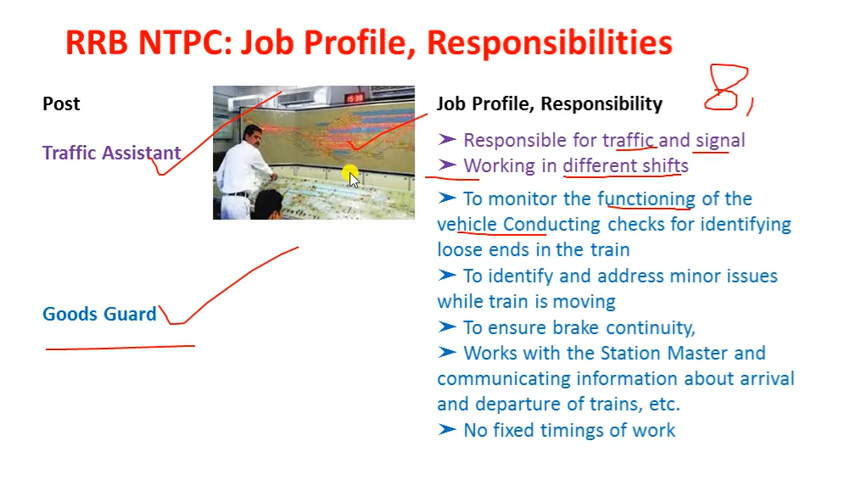 RRB NTPC: Job Profile, Responsibilities
Post
Job Profile, Responsibility
8,
Traffic Assistant
➤ Responsible for traffic and signal
➤ Working in different shifts
Goods Guard
➤ To monitor the functioning of the
vehicle Conducting checks for identifying
loose ends in the train
➤ To identify and address minor issues
while train is moving
➤ To ensure brake continuity,
➤ Works with the Station Master and
communicating information about arrival
and departure of trains, etc.
➤ No fixed timings of work